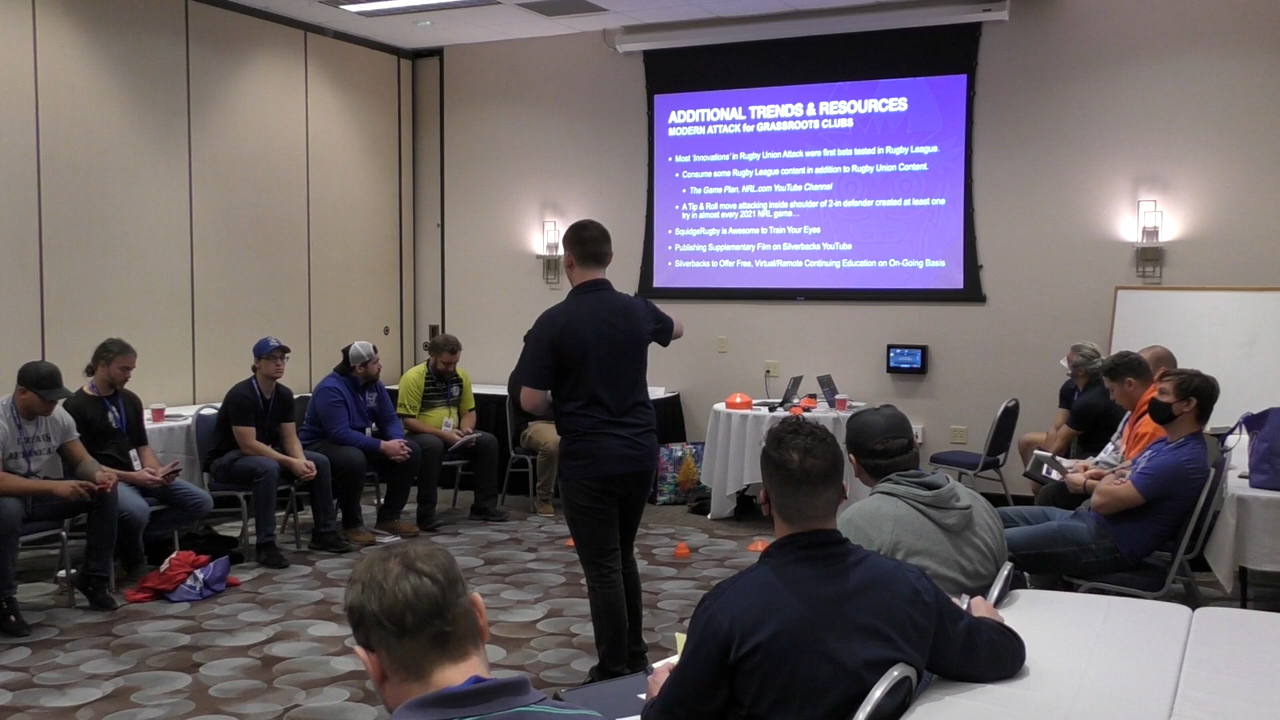 ADDITIONAL TRENDS & RESOURCES
MODERN ATTACK for GRASSROOTS CLUBS
• Most 'Innovations' in Rugby Union Attack were first beta tested in Rugby League.
• Consume some Rugby League content in addition to Rugby Union Content.
• The Game Plan, NRL.com YouTube Channel
• A Tip & Roll move attacking inside shoulder of 2-in defender created at least one
try in almost every 2021 NRL game…
• SquidgeRugby is Awesome to Train Your Eyes
• Publishing Supplementary Film on Silverbacks YouTube
• Silverbacks to Offer Free, Virtual/Remote Continuing Education on On-Going Basis